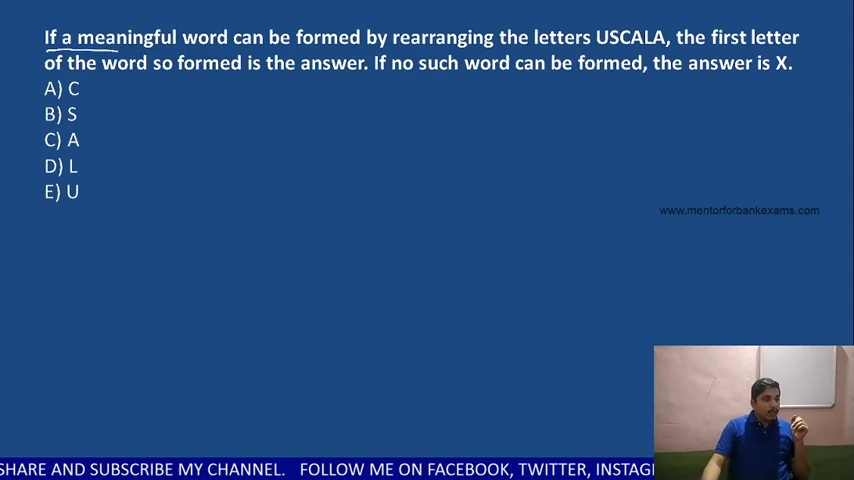 If a meaningful word can be formed by rearranging the letters USCALA, the first letter
of the word so formed is the answer. If no such word can be formed, the answer is X.
A) C
B) S
C) A
D) L
E) U
www.mentorforbankexams.com
SHARE AND SUBSCRIBE MY CHANNEL. FOLLOW ME ON FACEBOOK, TWITTER, INSTAG